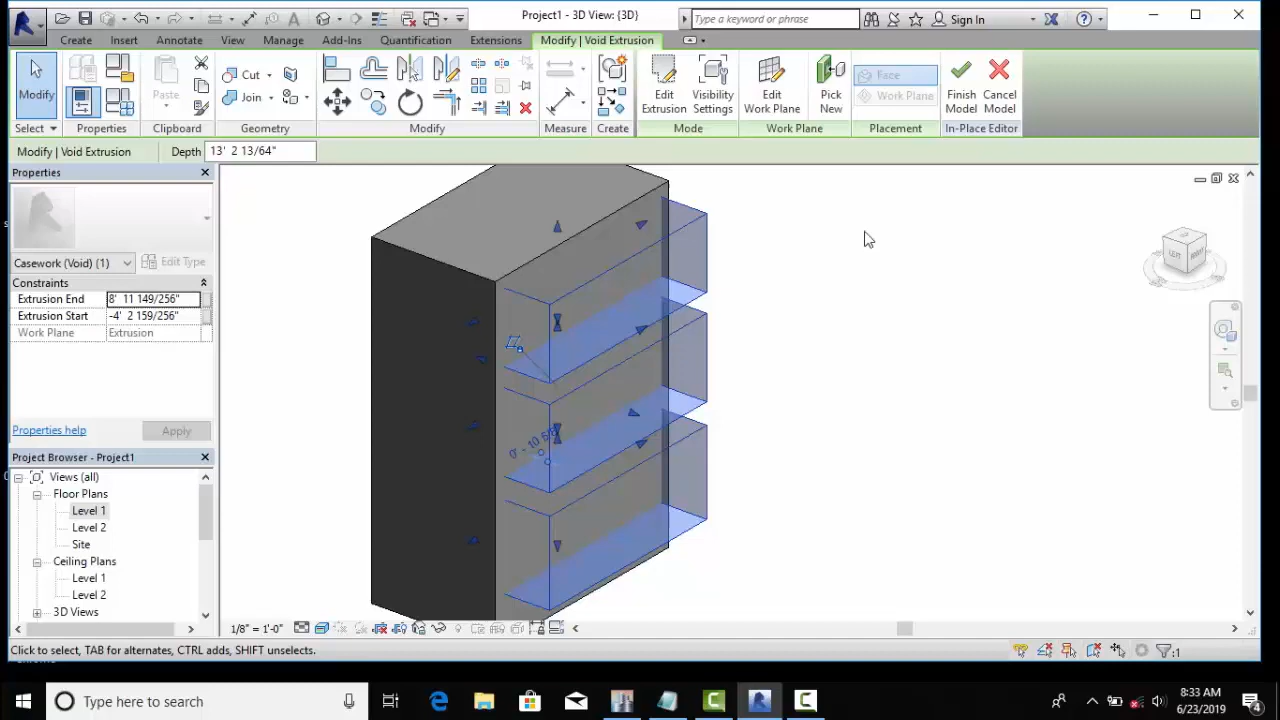 Project1 - 3D View: {3D}
Type a keyword or phrase
Sign In
Create
Insert
Annotate
View
Manage
Add-Ins
Quantification
Extensions
Modify | Void Extrusion
Modify
Paste
Cut
Join
Edit Extrusion
Visibility Settings
Edit Work Plane
Pick New
Face
Work Plane
Finish Model
Cancel Model
Select
Properties
Clipboard
Geometry
Modify
Measure
Create
Mode
Work Plane
Placement
In-Place Editor
Modify | Void Extrusion
Depth
13' 2 13/64"
Properties
Casework (Void) (1)
Edit Type
Constraints
Extrusion End
8' 11 149/256"
Extrusion Start
-4' 2 159/256"
Work Plane
Extrusion
Properties help
Apply
Project Browser - Project1
Views (all)
Floor Plans
Level 1
Level 2
Site
Ceiling Plans
Level 1
Level 2
3D Views
LEFT
RIGHT
1/8" = 1'-0"
Click to select, TAB for alternates, CTRL adds, SHIFT unselects.
:1
Type here to search
8:33 AM
6/23/2019
4